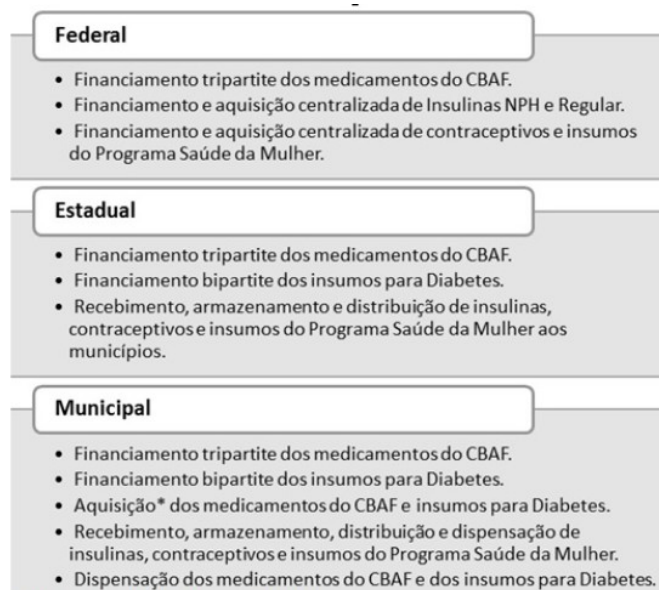 Federal
• Financiamento tripartite dos medicamentos do CBAF.
• Financiamento e aquisição centralizada de Insulinas NPH e Regular.
• Financiamento e aquisição centralizada de contraceptivos e insumos
do Programa Saúde da Mulher.
Estadual
• Financiamento tripartite dos medicamentos do CBAF.
• Financiamento bipartite dos insumos para Diabetes.
• Recebimento, armazenamento e distribuição de insulinas,
contraceptivos e insumos do Programa Saúde da Mulher aos
municípios.
Municipal
• Financiamento tripartite dos medicamentos do CBAF.
• Financiamento bipartite dos insumos para Diabetes.
• Aquisição* dos medicamentos do CBAF e insumos para Diabetes.
• Recebimento, armazenamento, distribuição e dispensação de
insulinas, contraceptivos e insumos do Programa Saúde da Mulher.
• Dispensação dos medicamentos do CBAF e dos insumos para Diabetes.